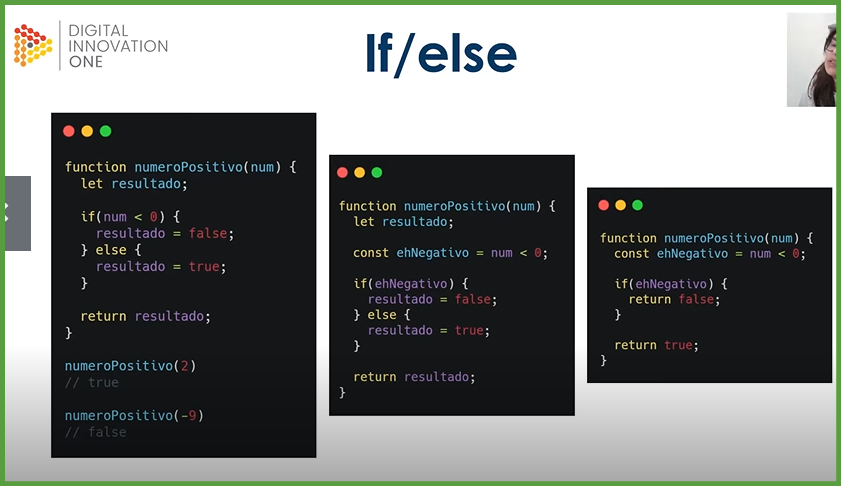 DIGITAL
INNOVATION
ONE
If/else
function numeroPositivo(num) {
  let resultado;
  if(num < 0) {
    resultado = false;
  } else {
    resultado = true;
  }
  return resultado;
}
numeroPositivo(2)
// true
numeroPositivo(-9)
// false
function numeroPositivo(num) {
  let resultado;
  const ehNegativo = num < 0;
  if(ehNegativo) {
    resultado = false;
  } else {
    resultado = true;
  }
  return resultado;
}
function numeroPositivo(num) {
  const ehNegativo = num < 0;
  if(ehNegativo) {
    return false;
  }
  return true;
}